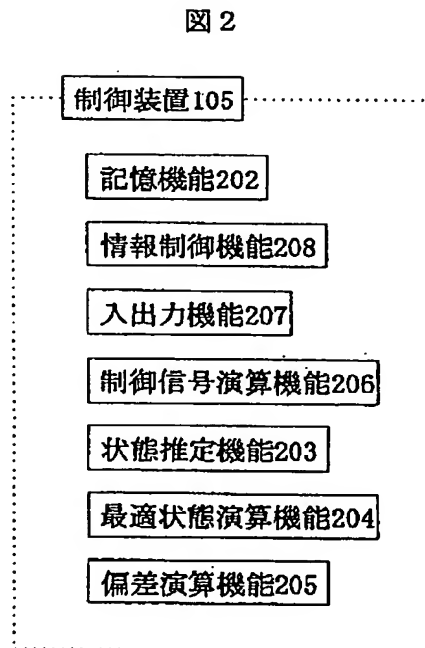 図2
制御装置105
記憶機能202
情報制御機能208
入出力機能207
制御信号演算機能206
状態推定機能203
最適状態演算機能204
偏差演算機能205